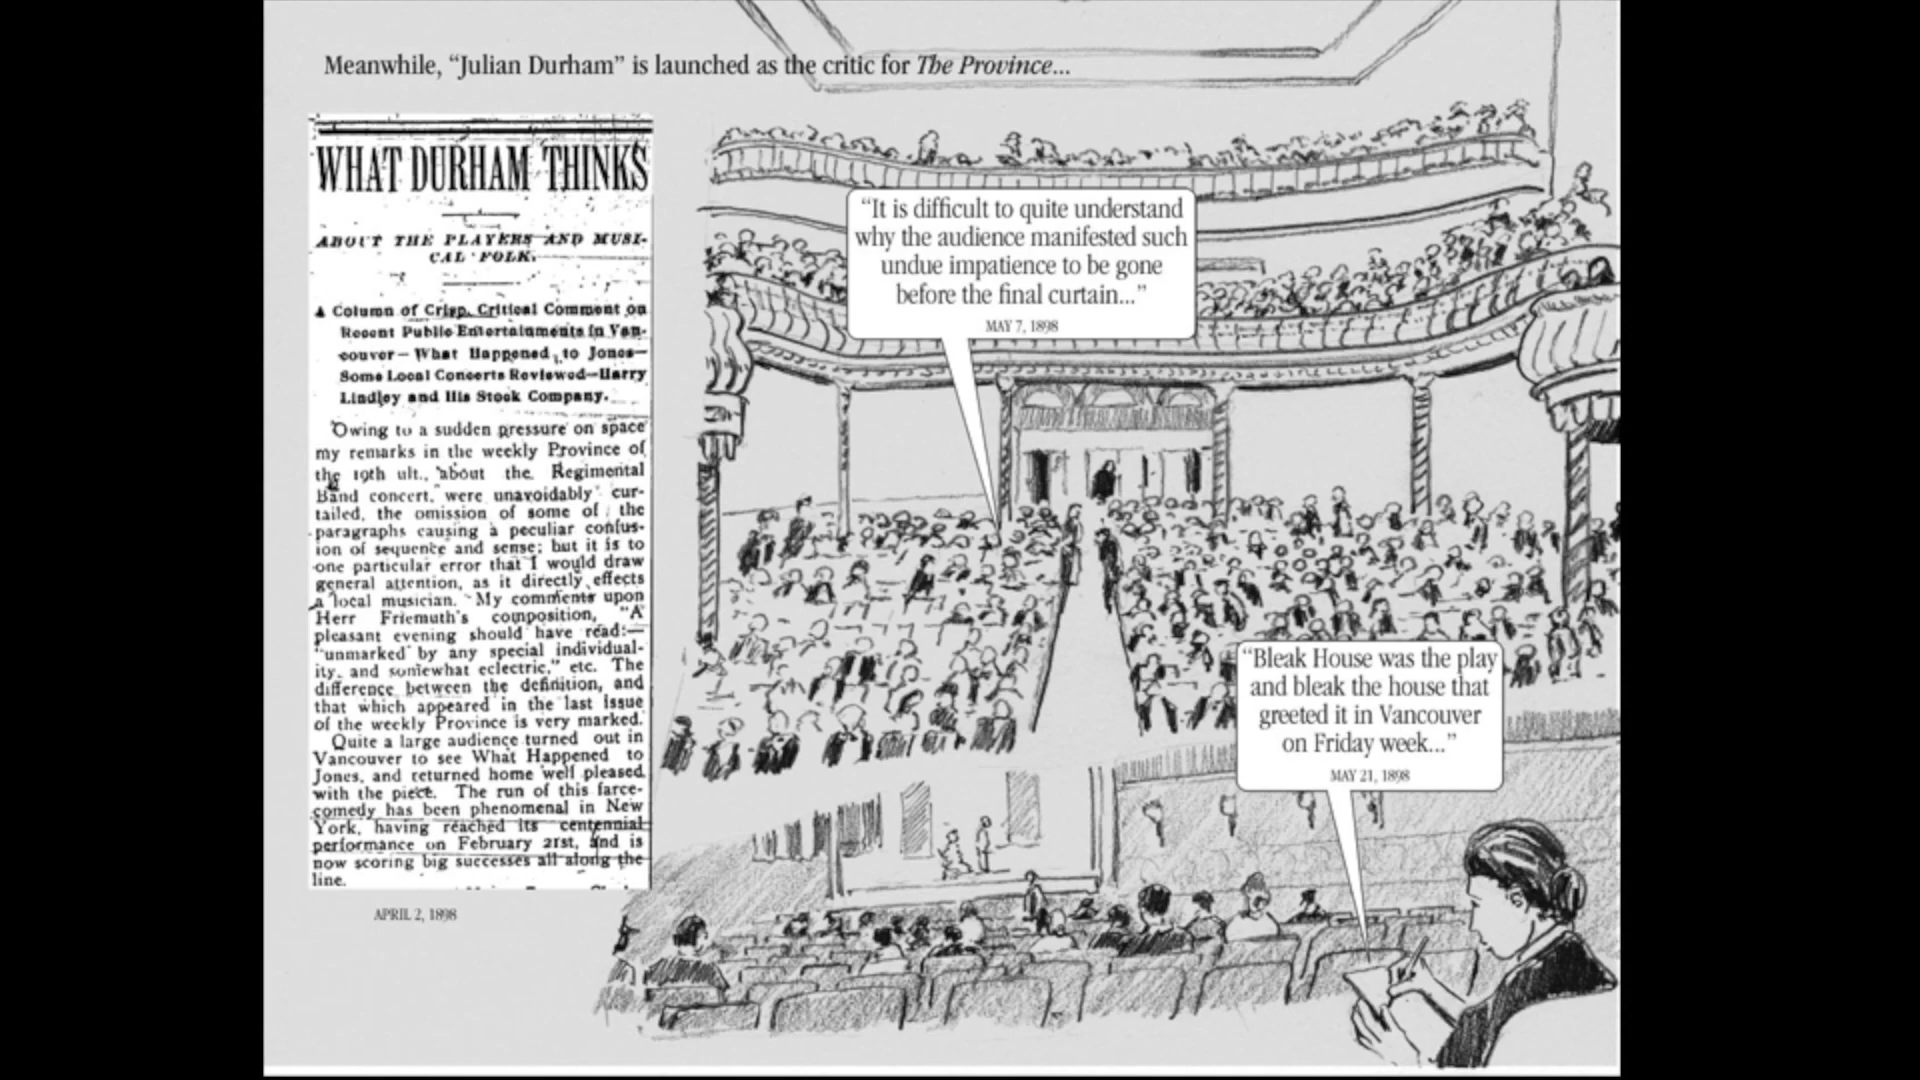 Meanwhile, “Julian Durham” is launched as the critic for The Province...
WHAT DURHAM THINKS
ABOUT THE PLAYERS AND MUSI-
CAL FOLK.
A Column of Crisp, Critical Comment on
Recent Public Entertainments in Van-
couver—What Happened to Jones—
Some Local Concerts Reviewed—Harry
Lindley and His Stock Company.
Owing to a sudden pressure on space
my remarks in the weekly Province of
the 19th ult., about the Regimental
Band concert, were unavoidably cur-
tailed, the omission of some of the
paragraphs causing a peculiar confus-
ion of sequence and sense; but it is to
one particular error that I would draw
general attention, as it directly effects
a local musician. My comments upon
Herr Friemuth's composition, "A
pleasant evening should have read:—
"unmarked by any special individual-
ity, and somewhat eclectric," etc. The
difference between the definition, and
that which appeared in the last issue
of the weekly Province is very marked.
Quite a large audience turned out in
Vancouver to see What Happened to
Jones, and returned home well pleased
with the piece. The run of this farce-
comedy has been phenomenal in New
York, having reached its centennial
performance on February 21st, and is
now scoring big successes all along the
line.
APRIL 2, 1898
“It is difficult to quite understand
why the audience manifested such
undue impatience to be gone
before the final curtain...”
MAY 7, 1898
“Bleak House was the play
and bleak the house that
greeted it in Vancouver
on Friday week...”
MAY 21, 1898